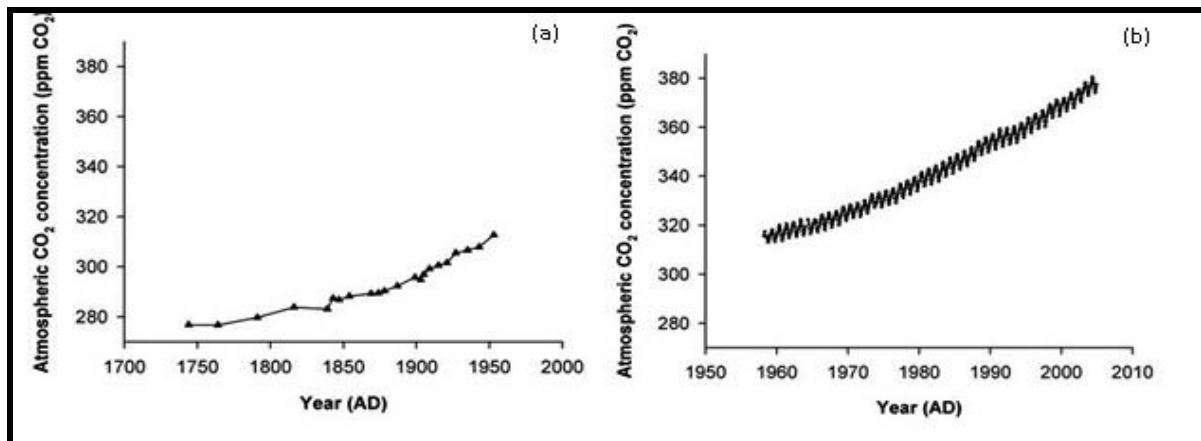 (a)
Atmospheric CO₂ concentration (ppm CO₂)
380
360
340
320
300
280
1700 1750 1800 1850 1900 1950 2000
Year (AD)
(b)
Atmospheric CO₂ concentration (ppm CO₂)
380
360
340
320
300
280
1950 1960 1970 1980 1990 2000 2010
Year (AD)